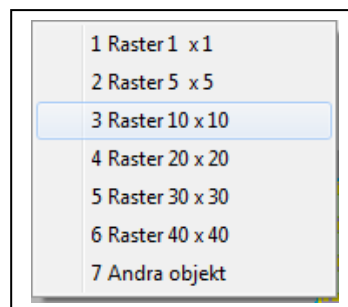 1 Raster 1 x 1
2 Raster 5 x 5
3 Raster 10 x 10
4 Raster 20 x 20
5 Raster 30 x 30
6 Raster 40 x 40
7 Andra objekt